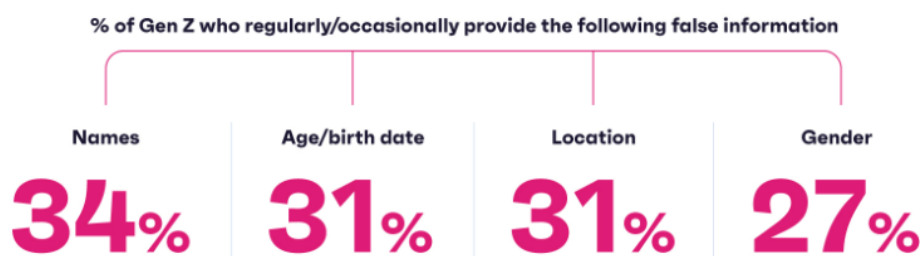 % of Gen Z who regularly/occasionally provide the following false information
Names Age/birth date Location Gender
34% 31% 31% 27%